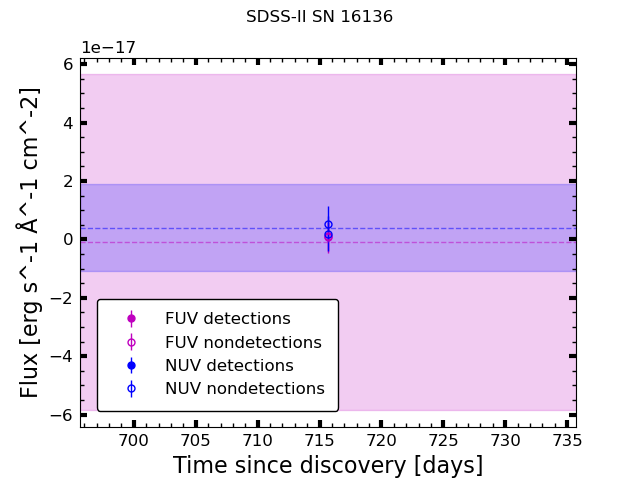 SDSS-II SN 16136
1e−17
6
4
2
0
−2
−4
−6
Flux [erg s^-1 Å^-1 cm^-2]
FUV detections
FUV nondetections
NUV detections
NUV nondetections
700 705 710 715 720 725 730 735
Time since discovery [days]